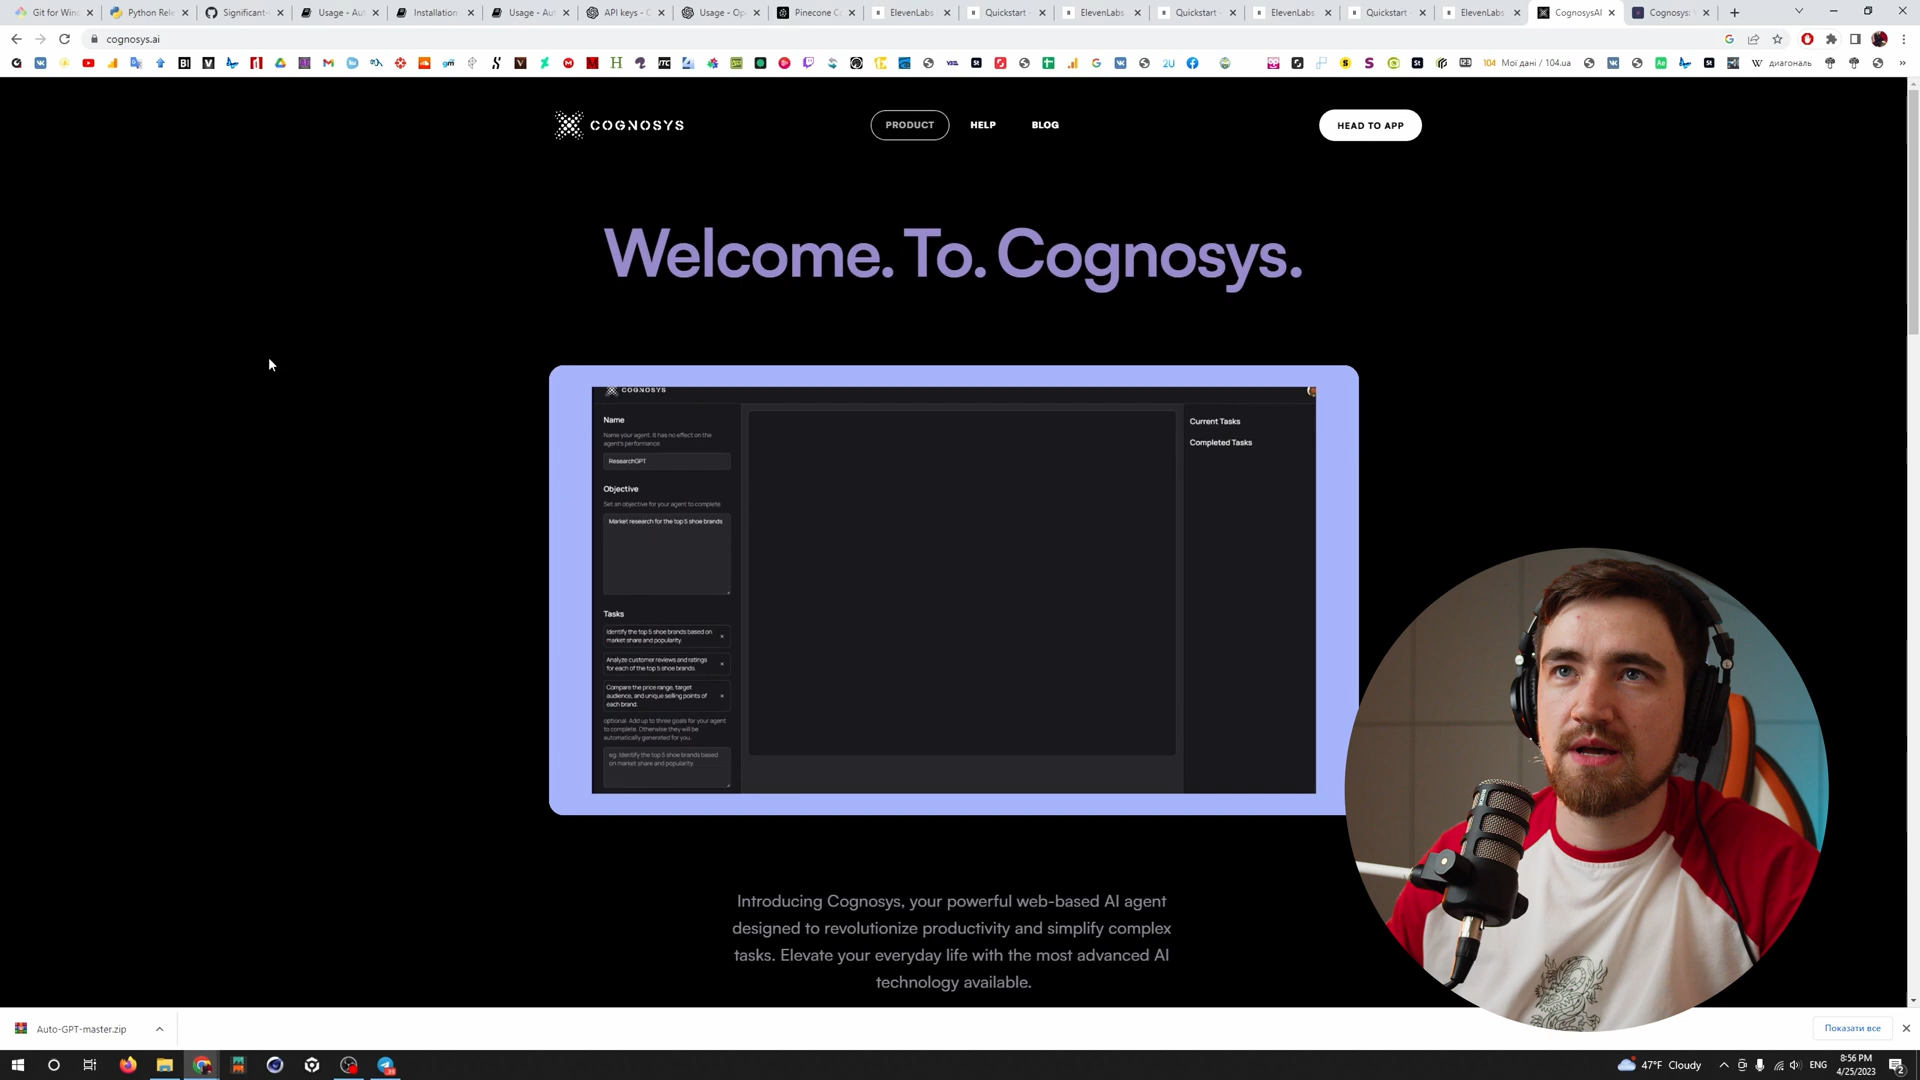 Git for Wind
Python Rele
Significant-
Usage - Aut
Installation
Usage - Aut
API keys - O
Usage - Op
Pinecone C
ElevenLabs
Quickstart -
ElevenLabs
Quickstart -
ElevenLabs
Quickstart -
ElevenLabs
CognosysAI
Cognosys: V
cognosys.ai
Мої дані / 104.ua
диагональ
COGNOSYS
PRODUCT
HELP
BLOG
HEAD TO APP
Welcome. To. Cognosys.
COGNOSYS
Name
Name your agent. It has no effect on the
agent's performance.
ResearchGPT
Objective
Set an objective for your agent to complete
Market research for the top 5 shoe brands
Tasks
Identify the top 5 shoe brands based on
market share and popularity.
Analyze customer reviews and ratings
for each of the top 5 shoe brands.
Compare the price range, target
audience, and unique selling points of
each brand.
optional. Add up to three goals for your agent
to complete. Otherwise they will be
automatically generated for you.
eg. Identify the top 5 shoe brands based
on market share and popularity.
Current Tasks
Completed Tasks
Introducing Cognosys, your powerful web-based AI agent
designed to revolutionize productivity and simplify complex
tasks. Elevate your everyday life with the most advanced AI
technology available.
Auto-GPT-master.zip
Показати все
47°F Cloudy
ENG
8:56 PM
4/25/2023